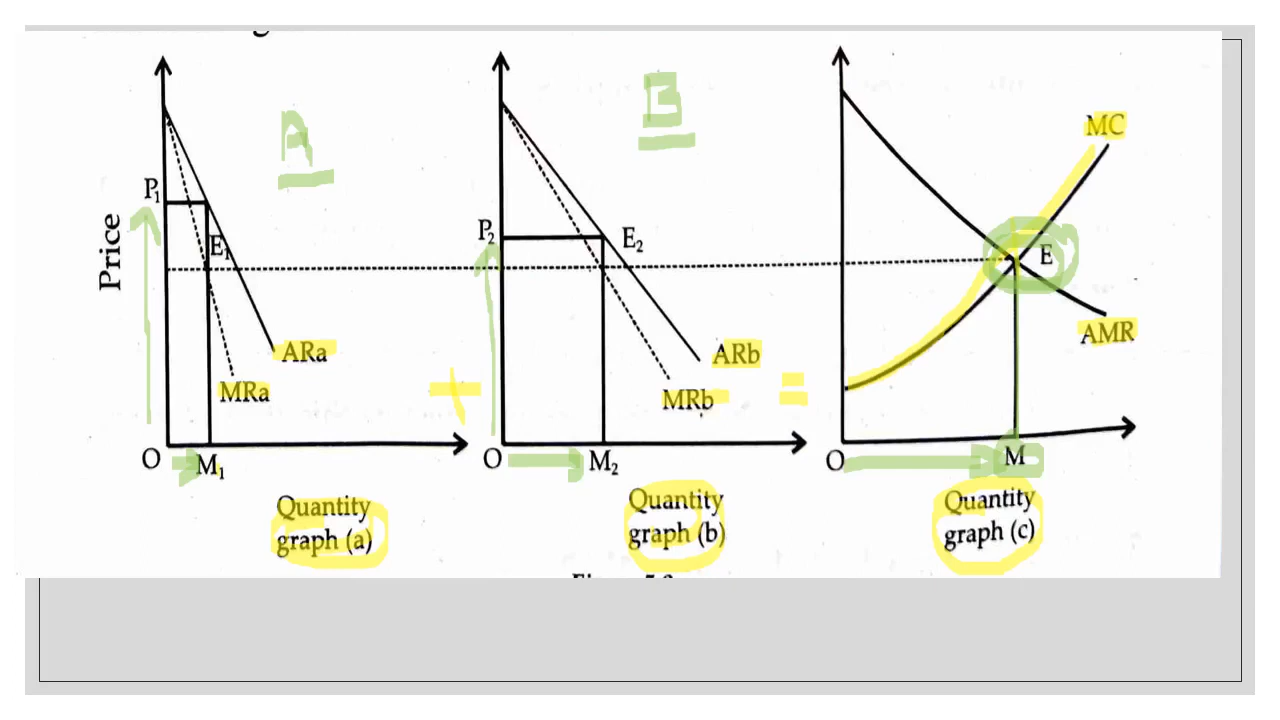 A
B
MC
P₁
P₂
E₁
E₂
E
Price
ARa
ARb
AMR
MRa
MRb
+
=
O
M₁
O
M₂
O
M
Quantity
graph (a)
Quantity
graph (b)
Quantity
graph (c)